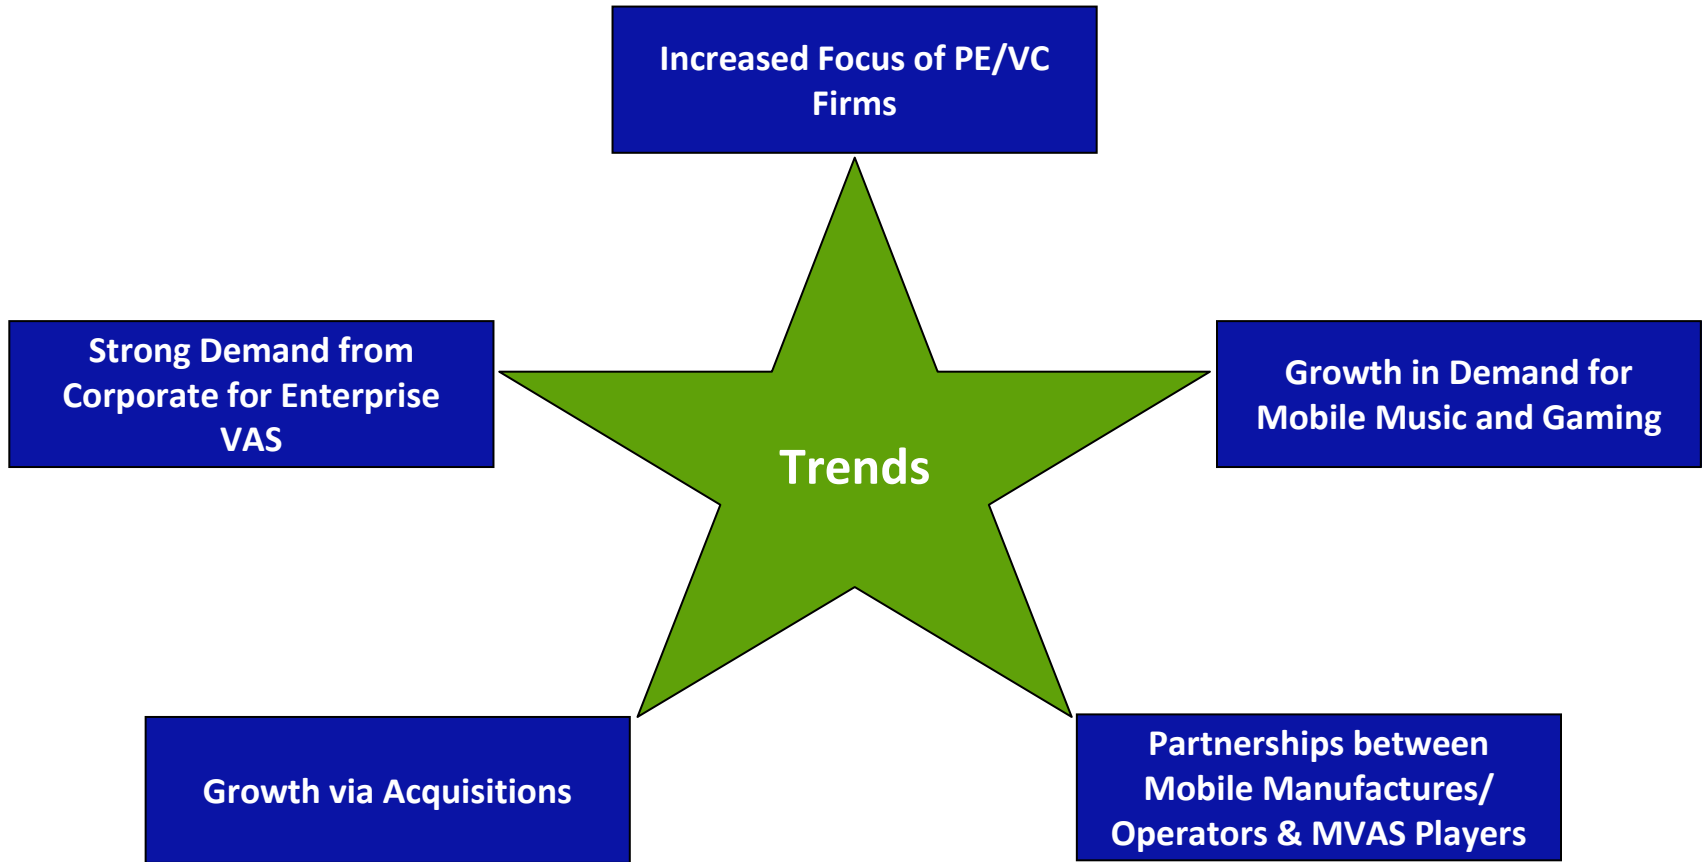 Increased Focus of PE/VC
Firms
Strong Demand from
Corporate for Enterprise
VAS
Growth in Demand for
Mobile Music and Gaming
Trends
Growth via Acquisitions
Partnerships between
Mobile Manufactures/
Operators & MVAS Players